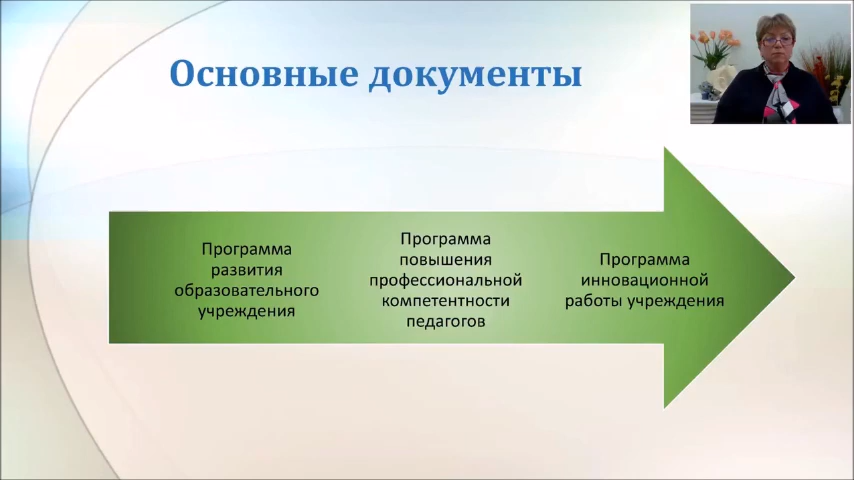 Основные документы
Программа
развития
образовательного
учреждения
Программа
повышения
профессиональной
компетентности
педагогов
Программа
инновационной
работы учреждения